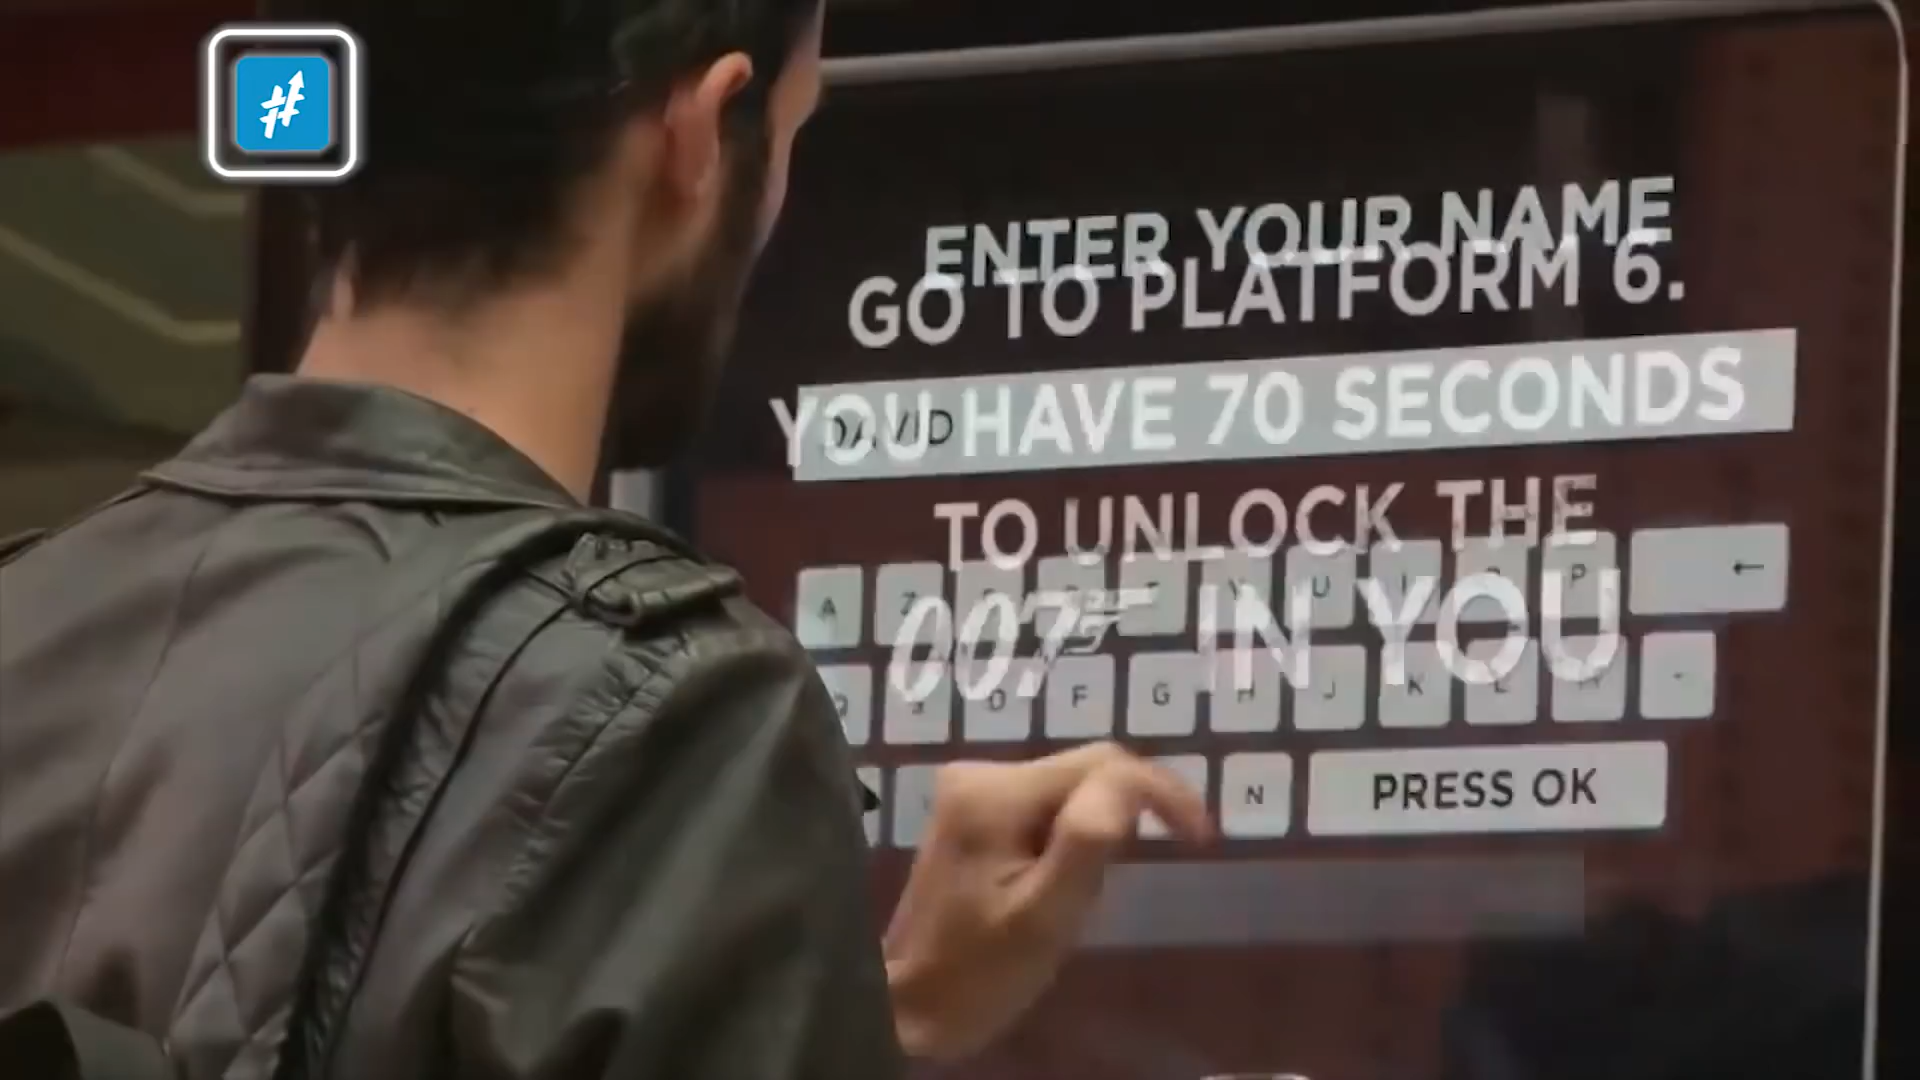 ENTER YOUR NAME
GO TO PLATFORM 6.
DAVID
YOU HAVE 70 SECONDS
TO UNLOCK THE
007 IN YOU
A Z T Y U P ←
D F G H J K L M -
N PRESS OK